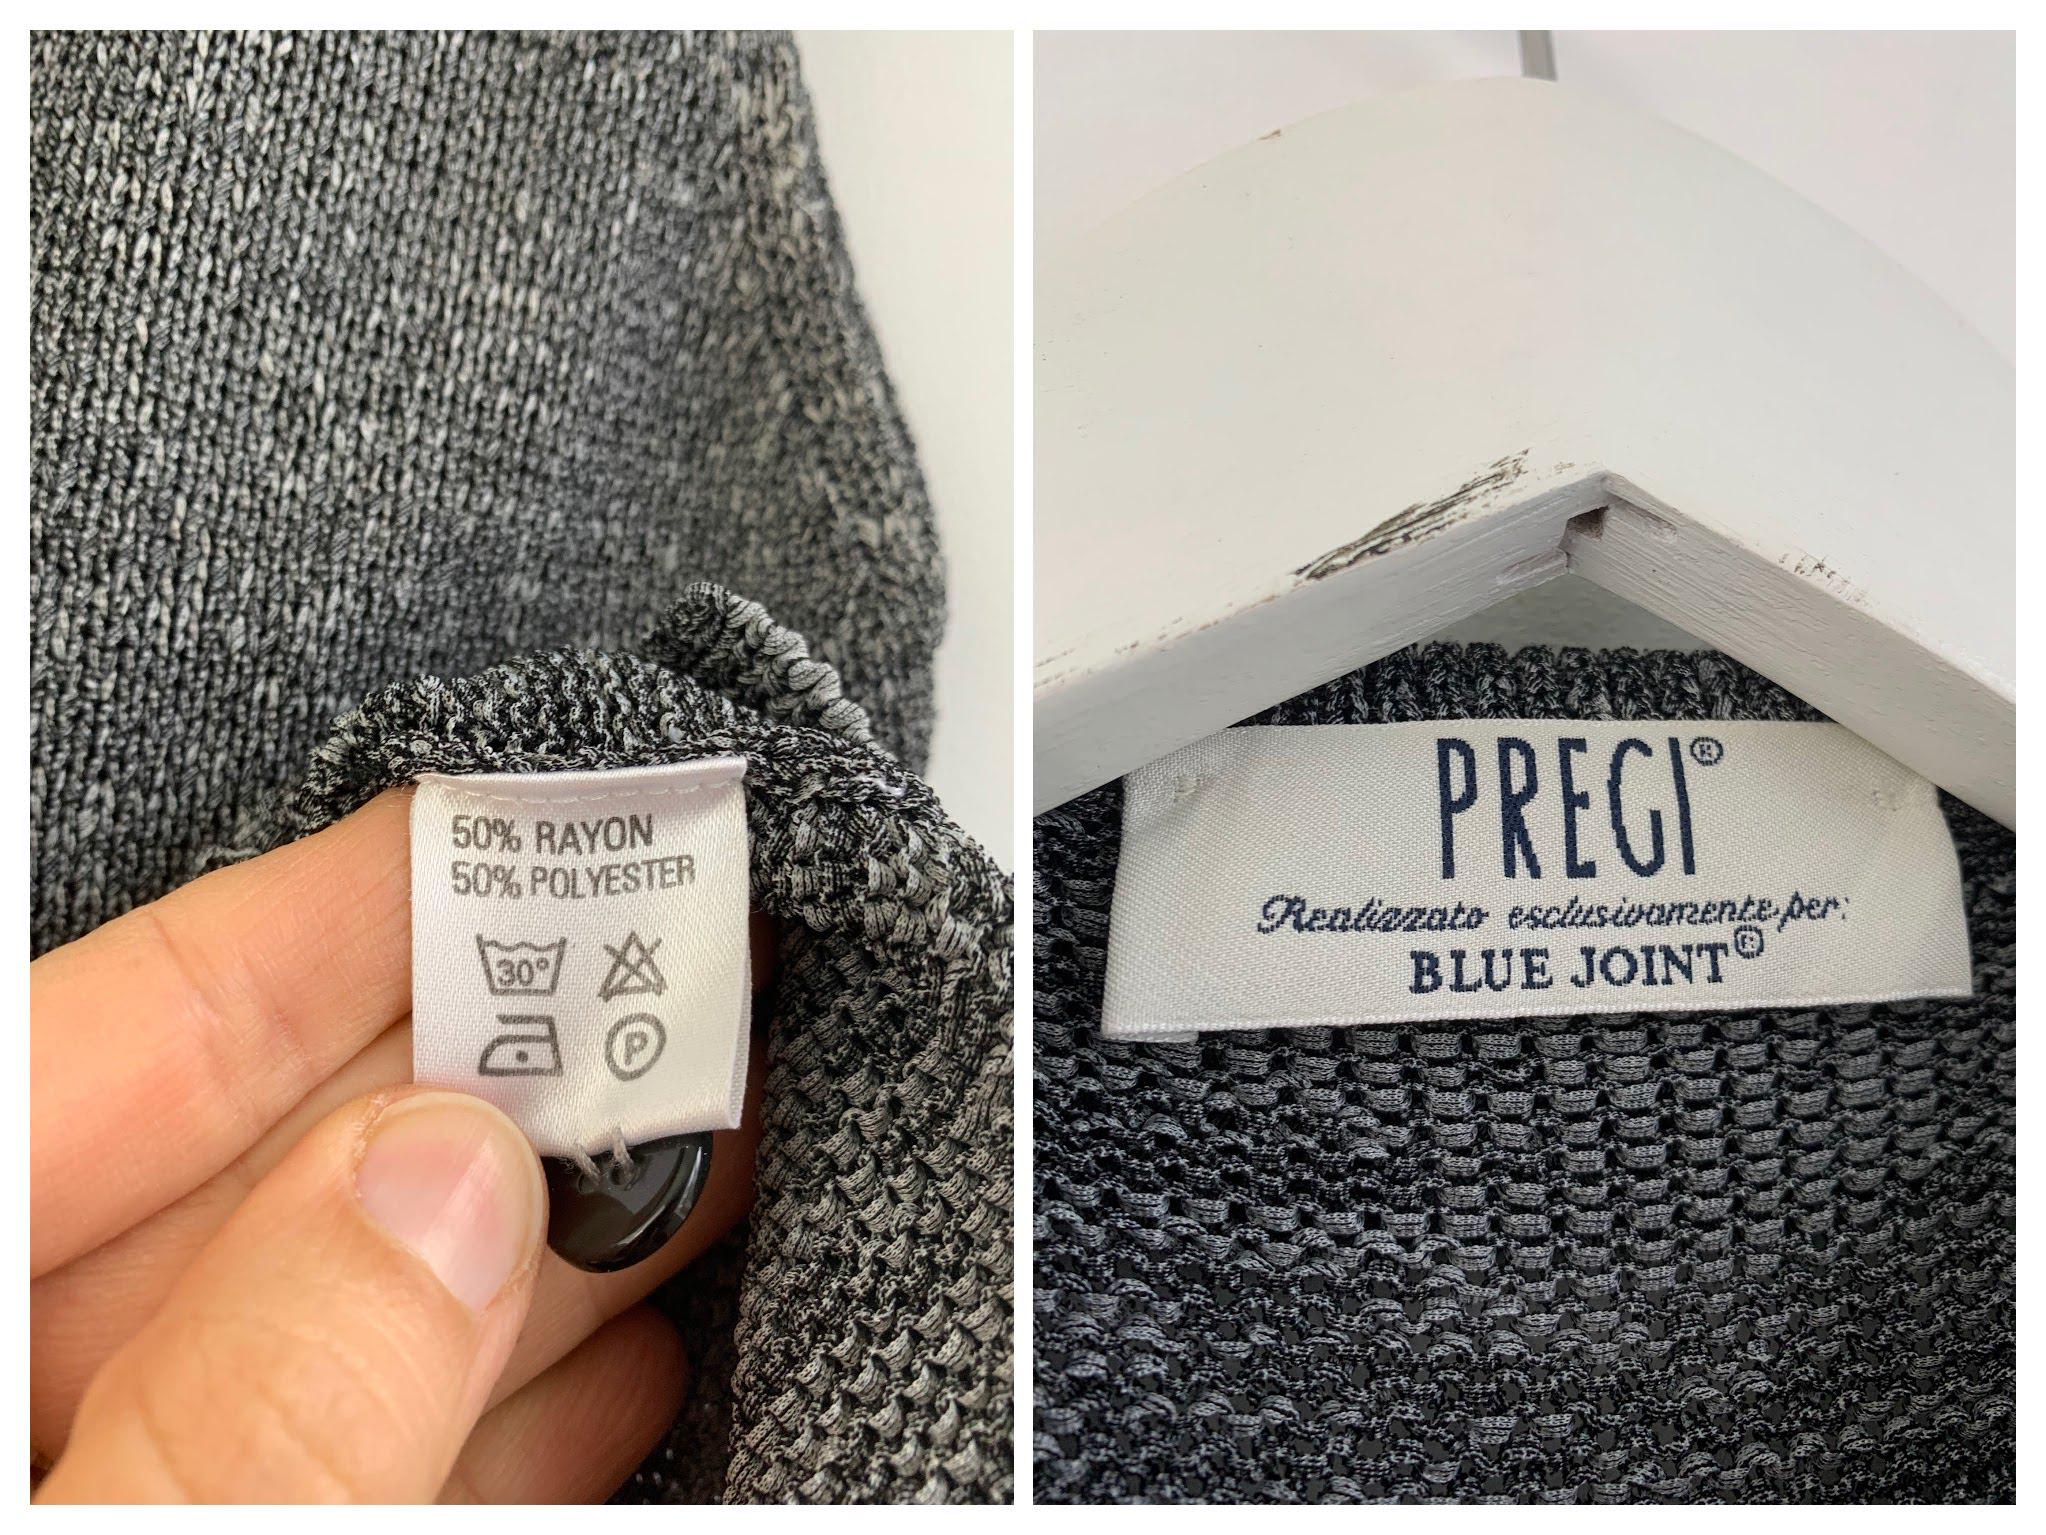 50% RAYON
50% POLYESTER
30°
P
PREGI®
Realizzato esclusivamente per:
BLUE JOINT®